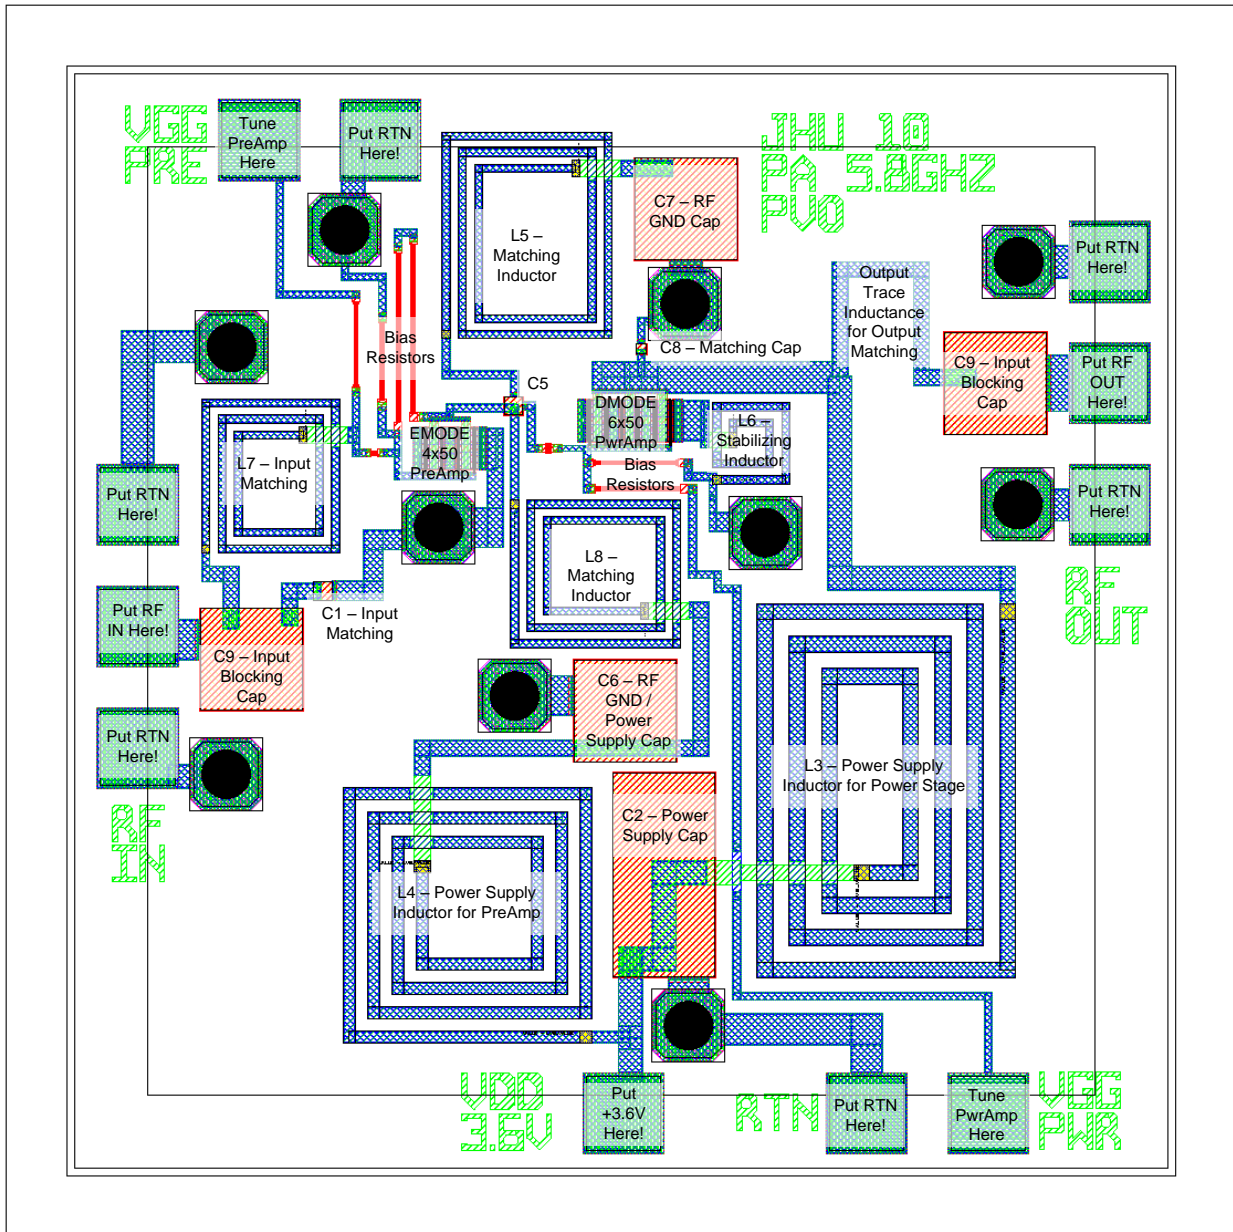 VGG
PRE
Tune
PreAmp
Here
Put RTN
Here!
JHU 10
PA 5.8GHZ
PVO
C7 – RF
GND Cap
L5 –
Matching
Inductor
Put RTN
Here!
Output
Trace
Inductance
for Output
Matching
Bias
Resistors
C8 – Matching Cap
C9 – Input
Blocking
Cap
Put RF
OUT
Here!
C5
DMODE
6x50
PwrAmp
L6 –
Stabilizing
Inductor
EMODE
4x50
PreAmp
L7 – Input
Matching
Bias
Resistors
Put RTN
Here!
Put RTN
Here!
L8 –
Matching
Inductor
RF
OUT
Put RF
IN Here!
C1 – Input
Matching
C9 – Input
Blocking
Cap
C6 – RF
GND /
Power
Supply Cap
Put RTN
Here!
L3 – Power Supply
Inductor for Power Stage
RF
IN
C2 – Power
Supply Cap
L4 – Power Supply
Inductor for PreAmp
VDD
3.6V
Put
+3.6V
Here!
RTN
Put RTN
Here!
Tune
PwrAmp
Here
VGG
PWR